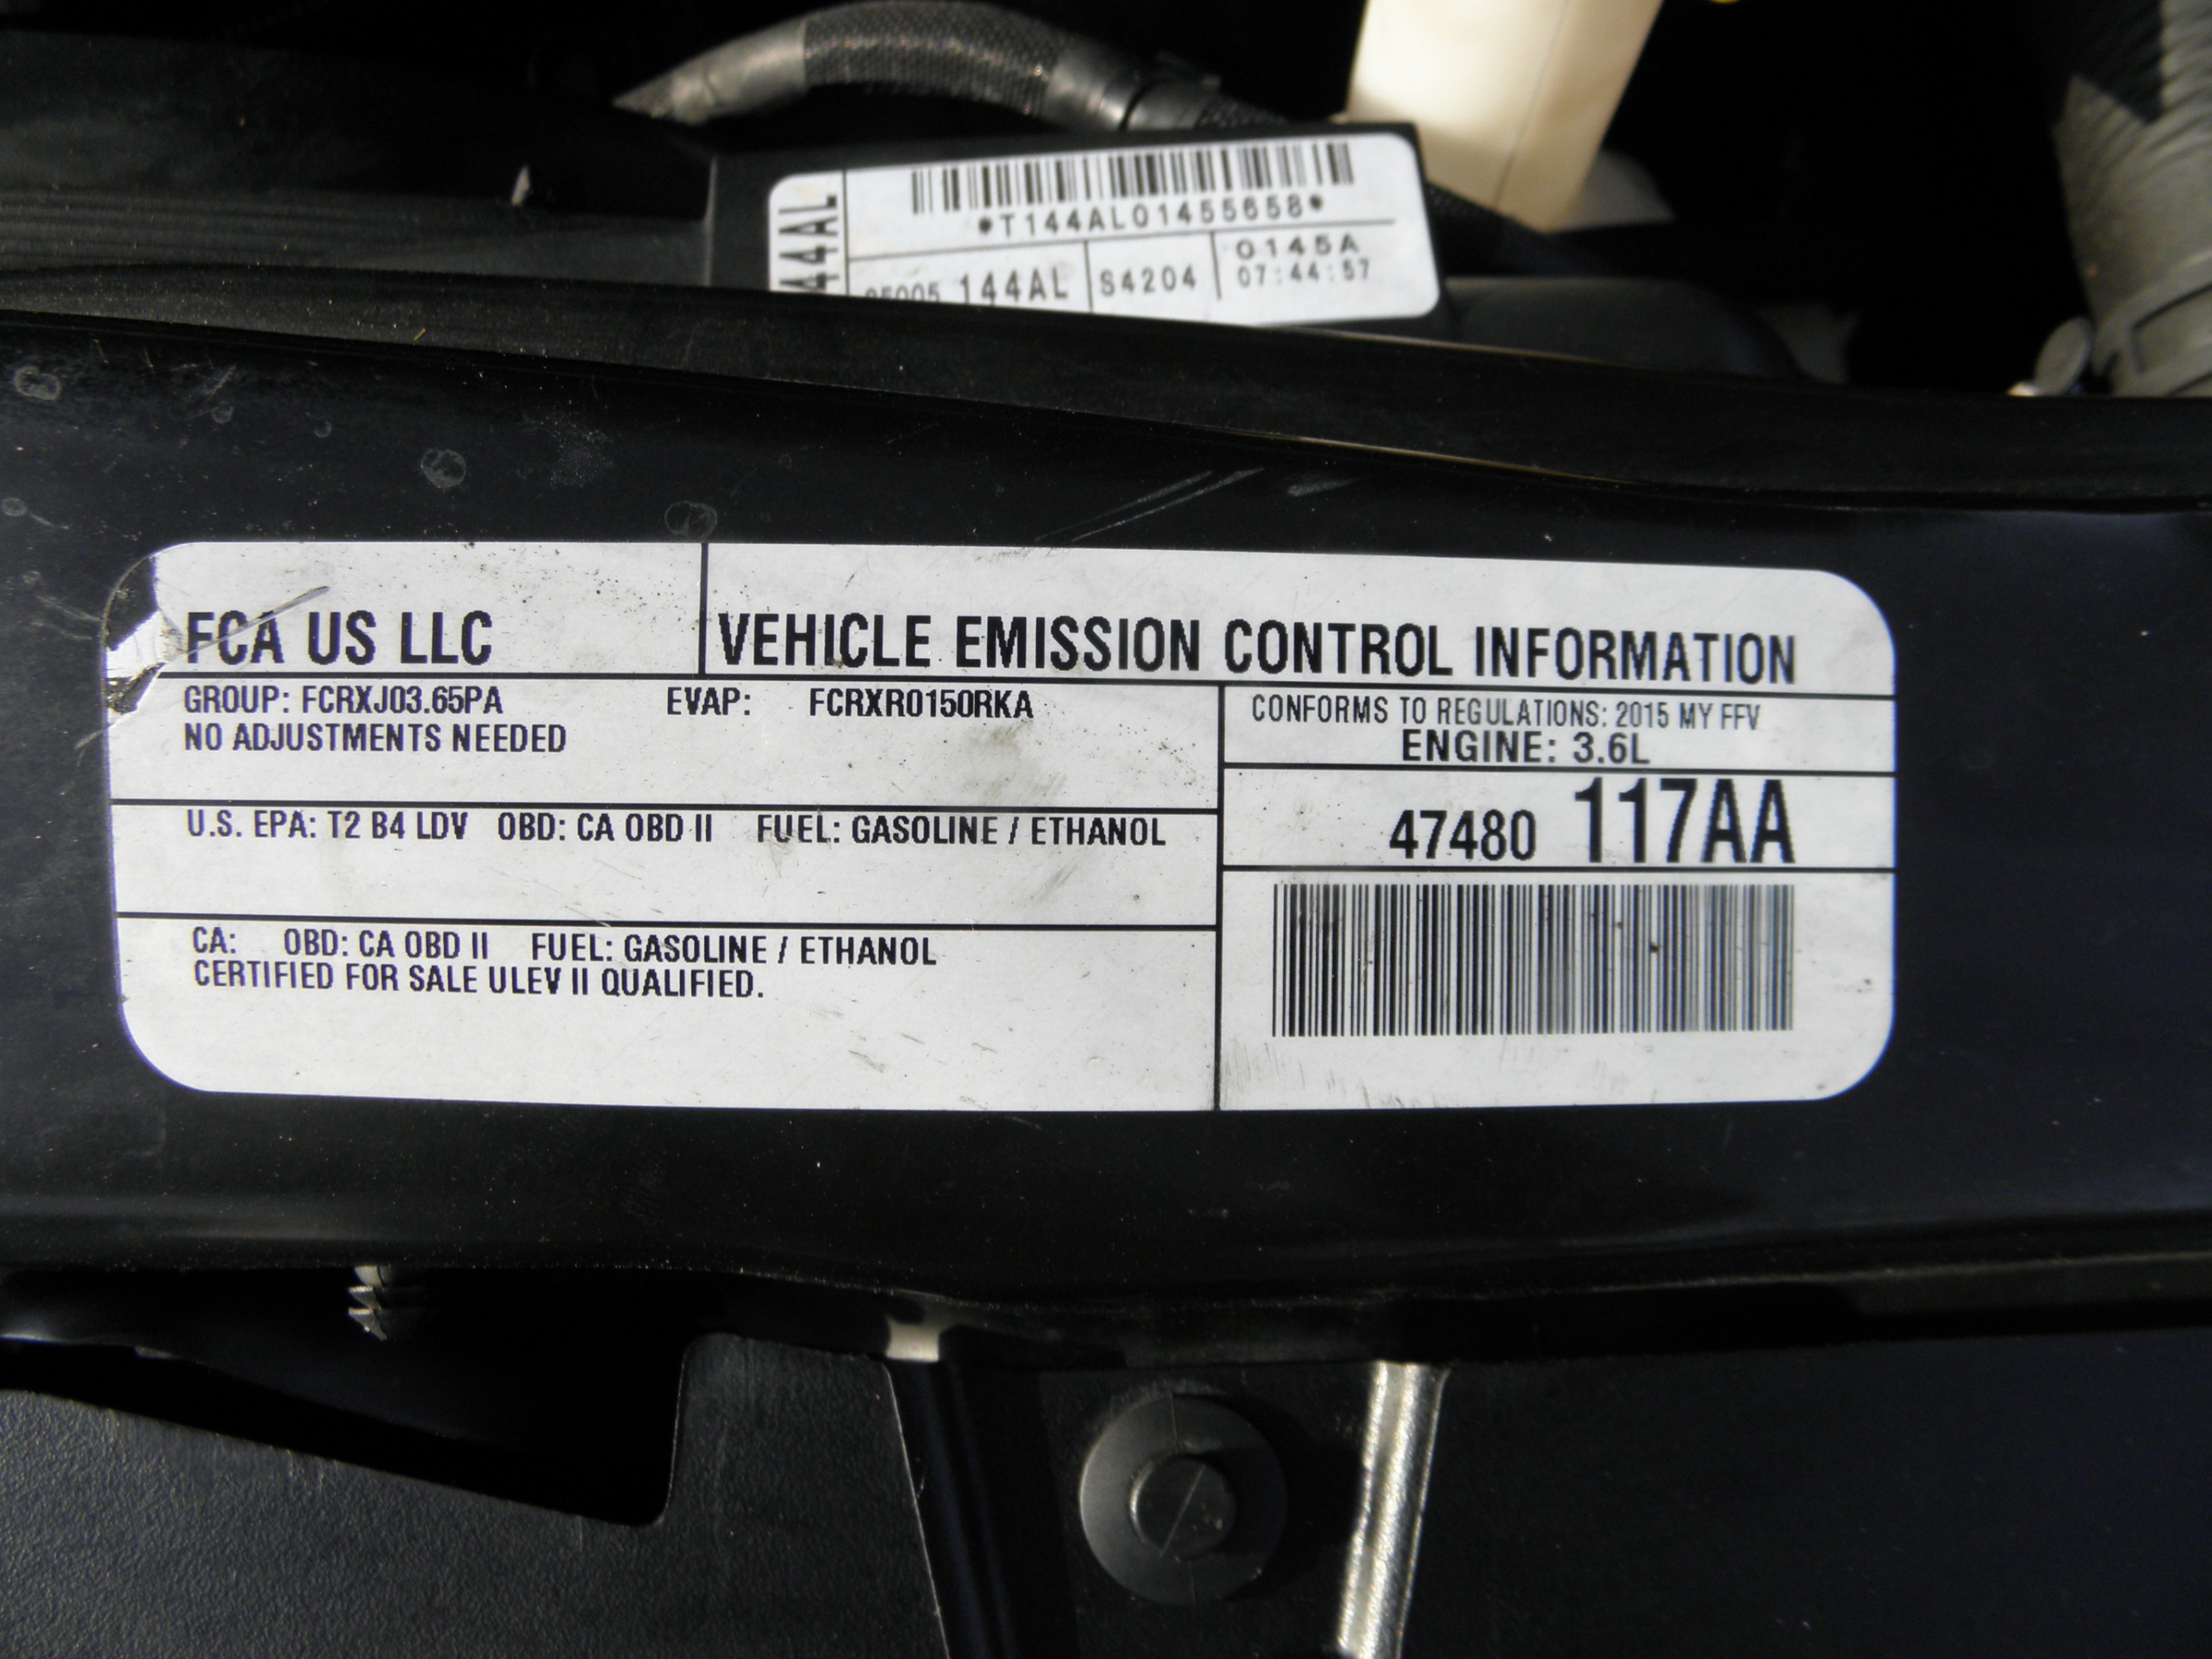 144AL
*T144AL01455658*
144AL
S4204
0145A
07:44:57
FCA US LLC
VEHICLE EMISSION CONTROL INFORMATION
GROUP: FCRXJ03.65PA EVAP: FCRXR0150RKA
NO ADJUSTMENTS NEEDED
CONFORMS TO REGULATIONS: 2015 MY FFV
ENGINE: 3.6L
47480 117AA
U.S. EPA: T2 B4 LDV OBD: CA OBD II FUEL: GASOLINE / ETHANOL
CA: OBD: CA OBD II FUEL: GASOLINE / ETHANOL
CERTIFIED FOR SALE ULEV II QUALIFIED.